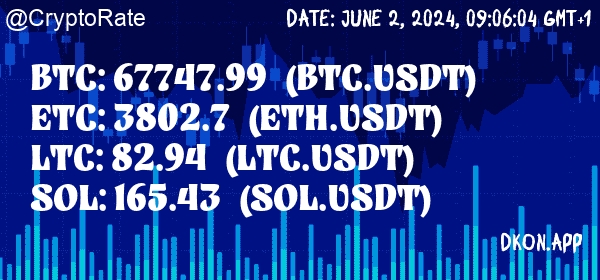 @CryptoRate
DATE: JUNE 2, 2024, 09:06:04 GMT+1
BTC: 67747.99 (BTC.USDT)
ETC: 3802.7 (ETH.USDT)
LTC: 82.94 (LTC.USDT)
SOL: 165.43 (SOL.USDT)
DKON.APP